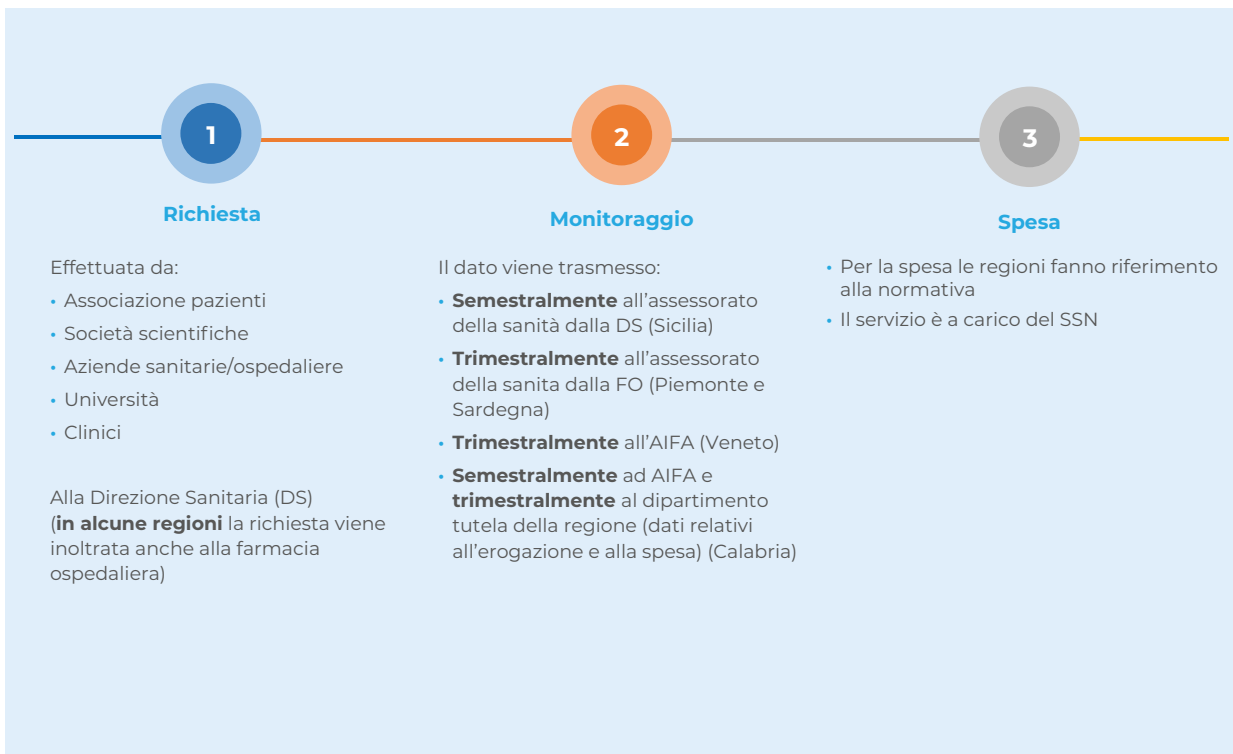 1
Richiesta
Effettuata da:
• Associazione pazienti
• Società scientifiche
• Aziende sanitarie/ospedaliere
• Università
• Clinici
Alla Direzione Sanitaria (DS)
(in alcune regioni la richiesta viene
inoltrata anche alla farmacia
ospedaliera)
2
Monitoraggio
Il dato viene trasmesso:
• Semestralmente all'assessorato
della sanità dalla DS (Sicilia)
• Trimestralmente all'assessorato
della sanita dalla FO (Piemonte e
Sardegna)
• Trimestralmente all'AIFA (Veneto)
• Semestralmente ad AIFA e
trimestralmente al dipartimento
tutela della regione (dati relativi
all'erogazione e alla spesa) (Calabria)
3
Spesa
• Per la spesa le regioni fanno riferimento
alla normativa
• Il servizio è a carico del SSN